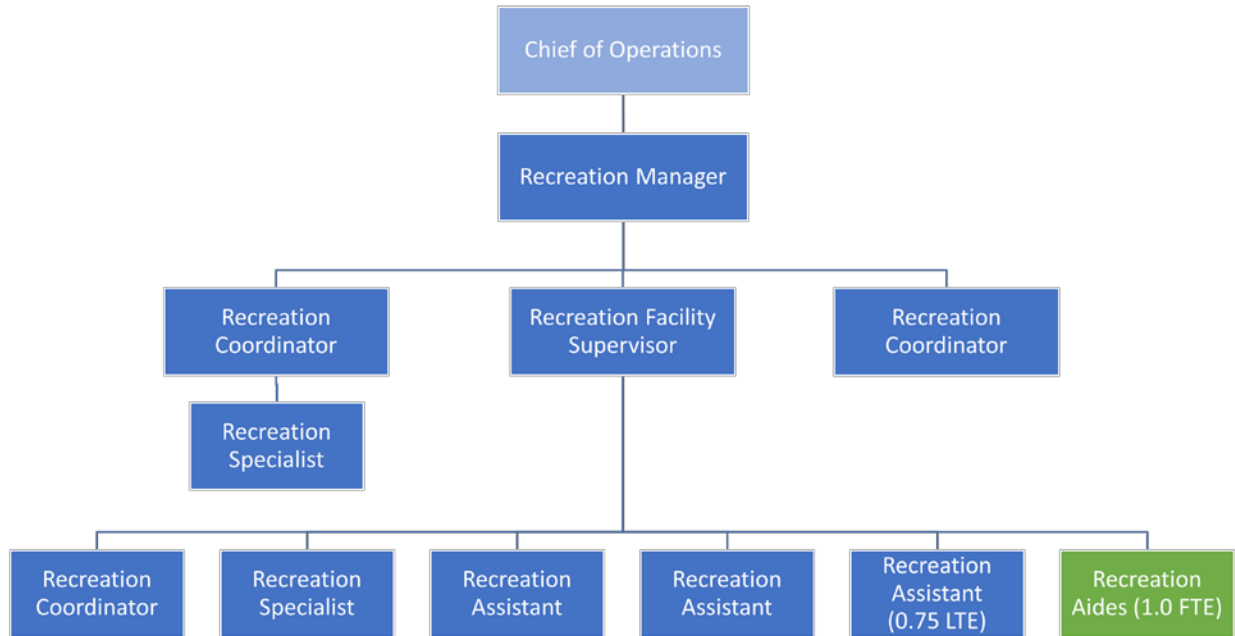 Chief of Operations
Recreation Manager
Recreation
Coordinator
Recreation Facility
Supervisor
Recreation
Coordinator
Recreation
Specialist
Recreation
Coordinator
Recreation
Specialist
Recreation
Assistant
Recreation
Assistant
Recreation
Assistant
(0.75 LTE)
Recreation
Aides (1.0 FTE)